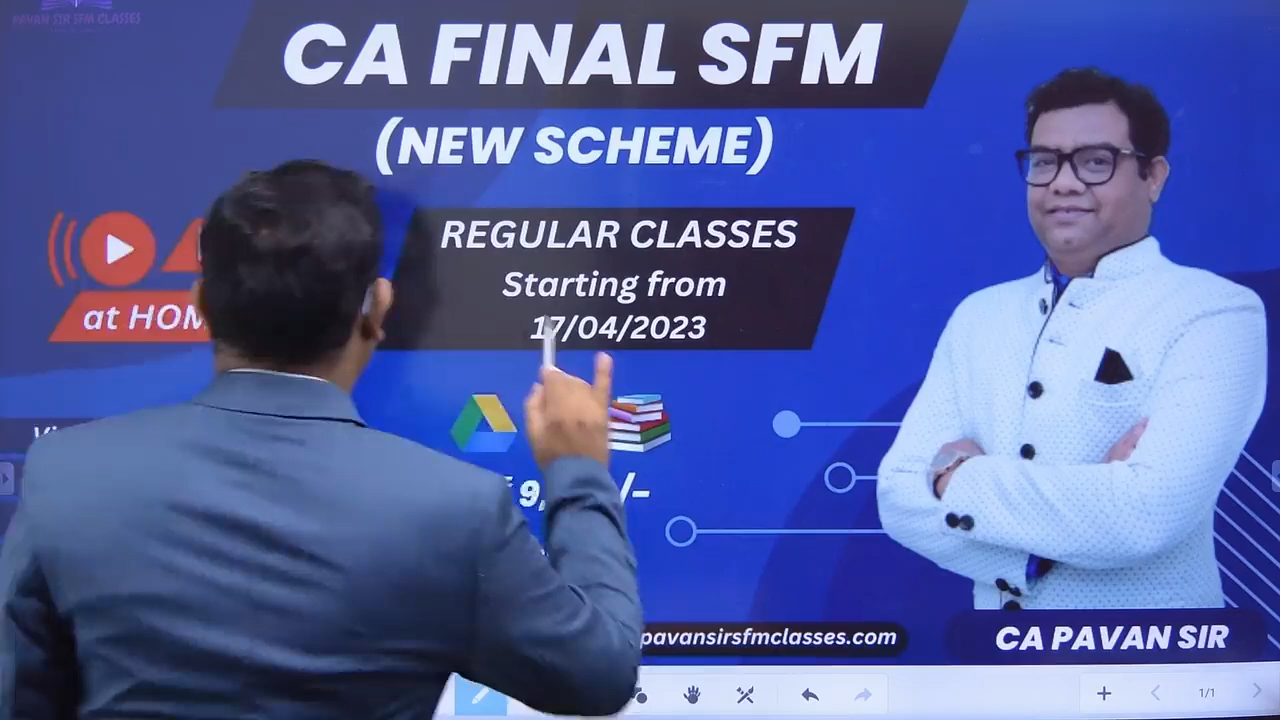 PAVAN SIR SFM CLASSES
CA FINAL SFM
(NEW SCHEME)
REGULAR CLASSES
Starting from
17/04/2023
at HOM
9,
/-
pavansirsfmclasses.com
CA PAVAN SIR
1/1